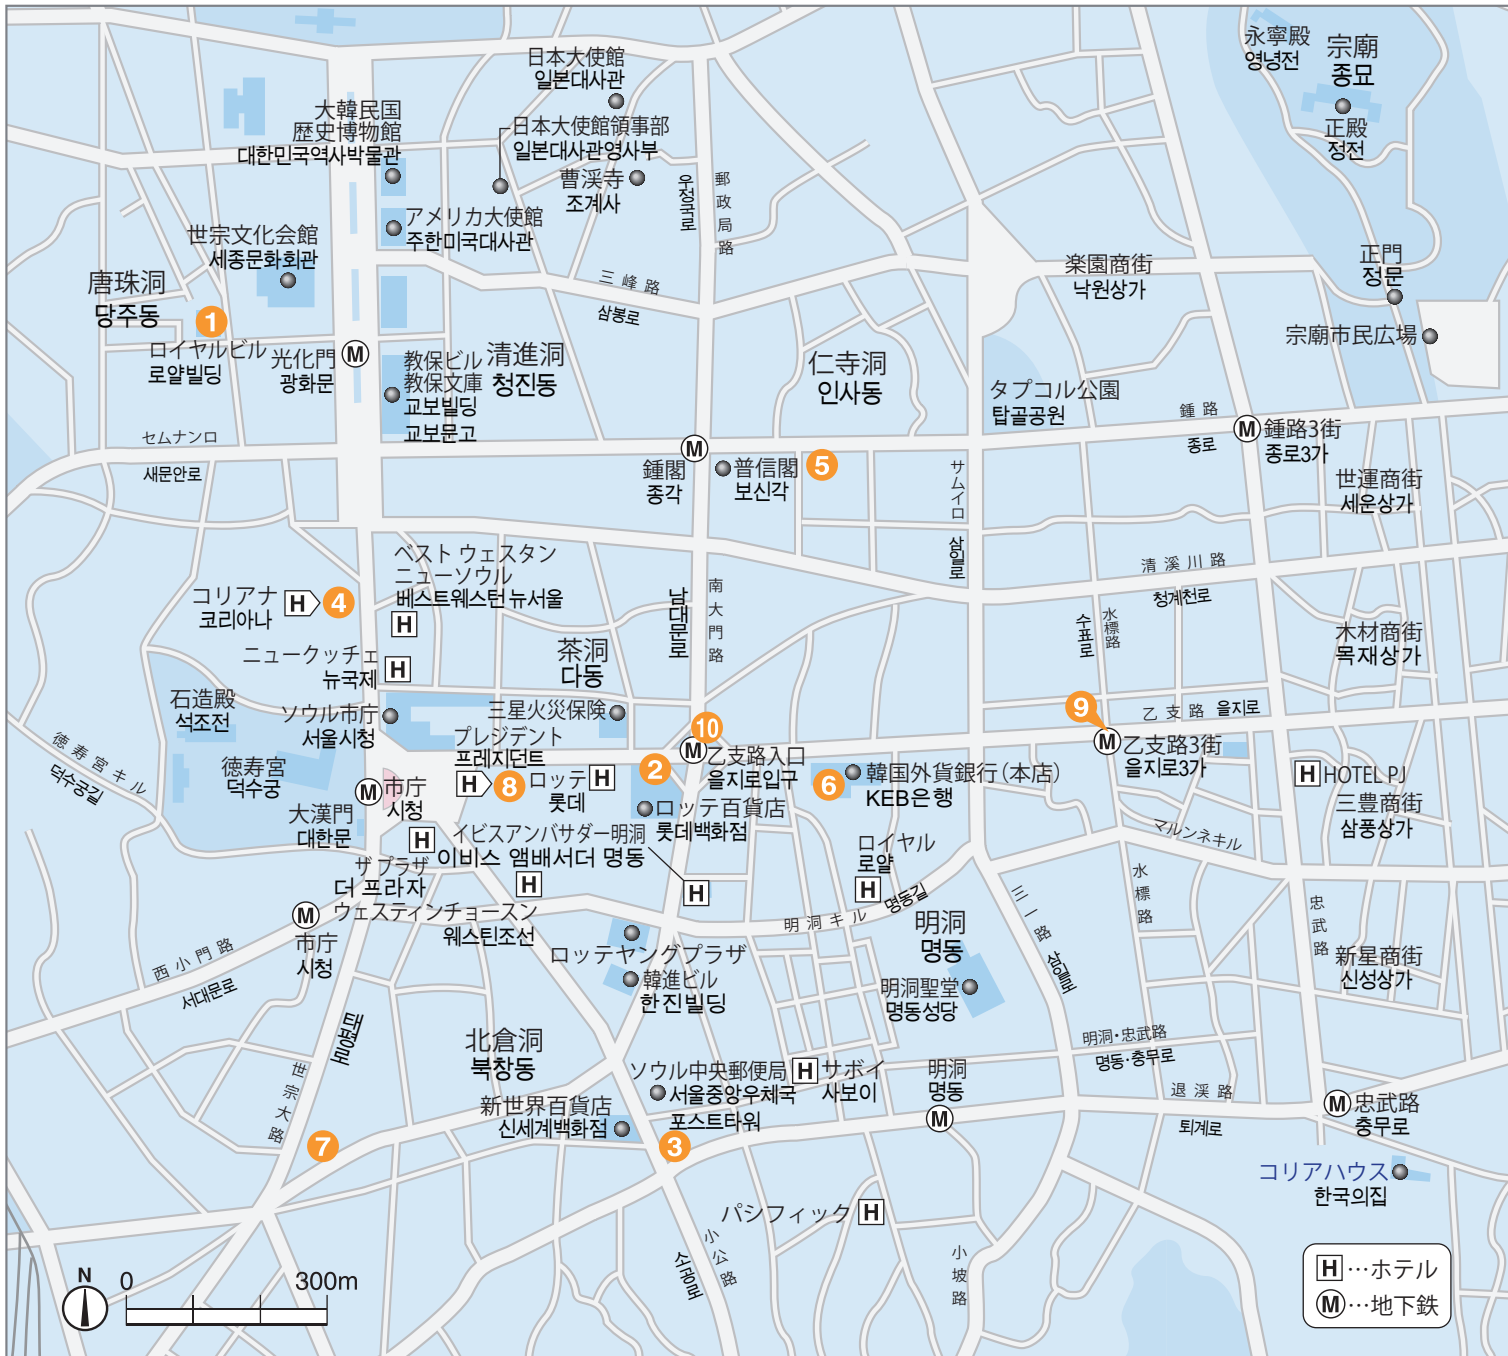 永寧殿
영녕전
宗廟
종묘
正殿
정전
日本大使館
일본대사관
大韓民国
歴史博物館
대한민국역사박물관
日本大使館領事部
일본대사관영사부
曹渓寺
조계사
우정국로
郵政局路
アメリカ大使館
주한미국대사관
世宗文化会館
세종문화회관
正門
정문
楽園商街
낙원상가
唐珠洞
당주동
三峰路
삼봉로
1
ロイヤルビル
로얄빌딩
光化門
광화문
M
教保ビル
教保文庫
교보빌딩
교보문고
清進洞
청진동
仁寺洞
인사동
宗廟市民広場
タプコル公園
탑골공원
鍾路
종로
M
鍾路3街
종로3가
セムナンロ
새문안로
M
鍾閣
종각
普信閣
보신각
5
サムイロ
삼일로
世運商街
세운상가
ベスト ウェスタン
ニューソウル
베스트웨스턴 뉴서울
H
コリアナ
코리아나
H
4
南大門路
남대문로
清溪川路
청계천로
水標路
수표로
木材商街
목재상가
ニュークッチェ
뉴국제
H
茶洞
다동
石造殿
석조전
ソウル市庁
서울시청
三星火災保険
9
乙支路 을지로
徳寿宮キル
덕수궁길
徳寿宮
덕수궁
プレジデント
프레지던트
H
8
10
M
乙支路入口
을지로입구
M
乙支路3街
을지로3가
2
ロッテ
롯데
H
6
韓国外貨銀行(本店)
KEB은행
H
HOTEL PJ
M
市庁
시청
大漢門
대한문
ロッテ百貨店
롯데백화점
三豊商街
삼풍상가
マルンネキル
H
イビスアンバサダー明洞
이비스 앰배서더 명동
H
ロイヤル
로얄
H
ザ プラザ
더 프라자
H
M
市庁
시청
ウェスティンチョースン
웨스틴조선
明洞キル
명동길
水標路
忠武路
三一路
삼일로
明洞
명동
西小門路
서대문로
ロッテヤングプラザ
韓進ビル
한진빌딩
明洞聖堂
명동성당
新星商街
신성상가
태평로
世宗大路
北倉洞
북창동
明洞・忠武路
명동·충무로
ソウル中央郵便局
서울중앙우체국
포스트타워
H
サボイ
사보이
明洞
명동
M
退渓路
퇴계로
M
忠武路
충무로
新世界百貨店
신세계백화점
7
3
コリアハウス
한국의집
パシフィック
H
小公路
소공로
小坡路
N
0
300m
H…ホテル
M…地下鉄